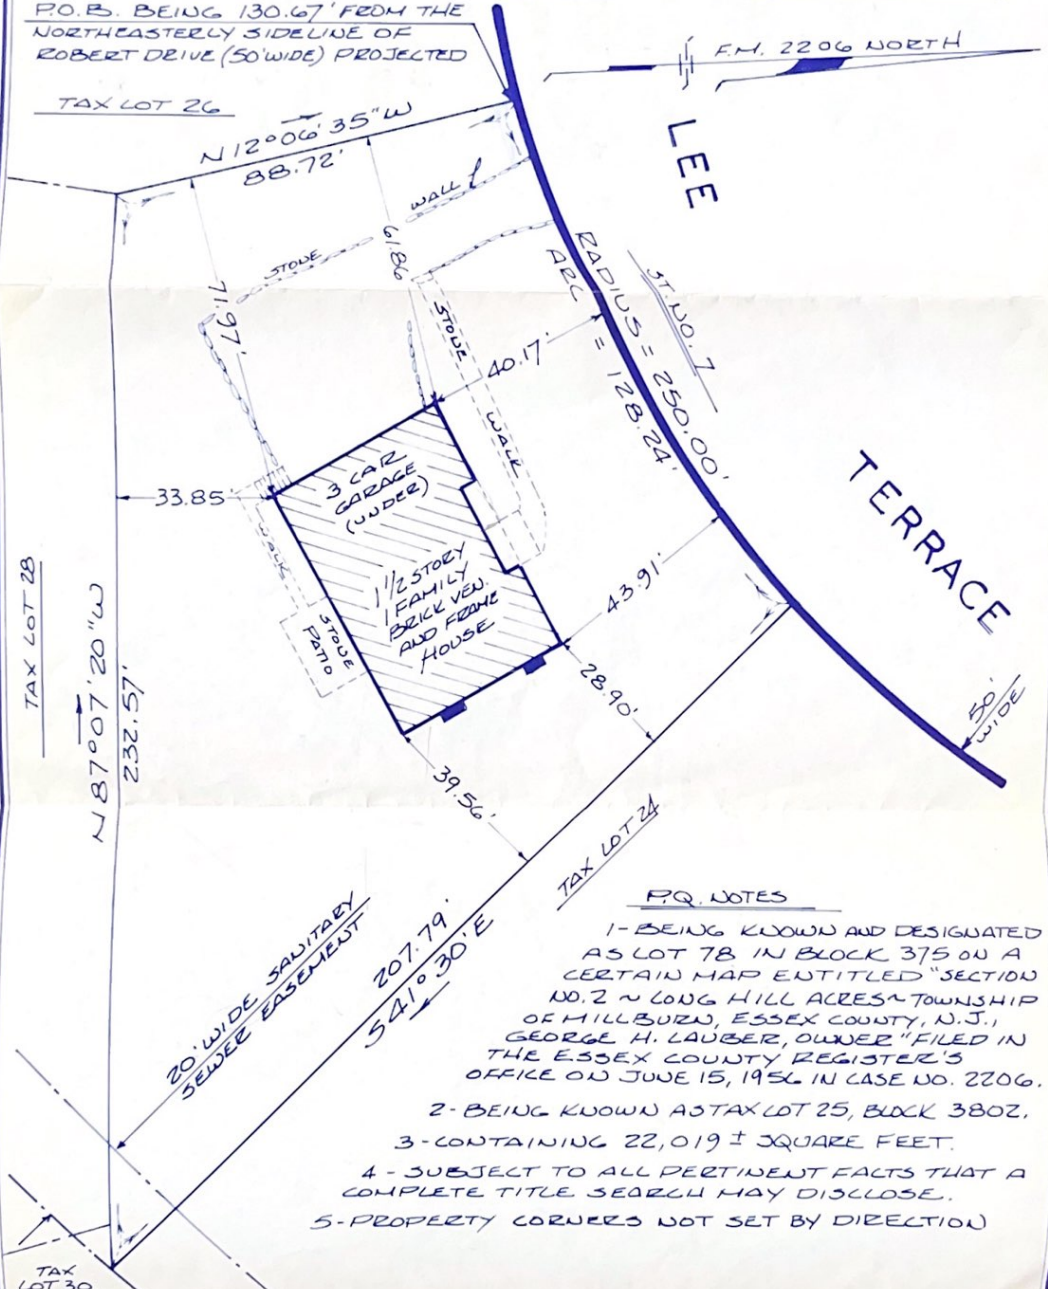 P.O.B. BEING 130.67' FROM THE
NORTHEASTERLY SIDELINE OF
ROBERT DRIVE (50'WIDE) PROJECTED
F.M. 2206 NORTH
TAX LOT 26
N12°06'35"W
88.72'
LEE
WALL
STONE
61.86
71.97'
RADIUS = 250.00'
ARC = 128.24'
ST. NO. 7
STONE
WALK
40.17'
TERRACE
3 CAR
GARAGE
(UNDER)
33.85
WALK
1 1/2 STORY
1 FAMILY
BRICK VEN.
AND FRAME
HOUSE
STONE
PATIO
43.91'
28.90'
50'
WIDE
TAX LOT 28
N 87°07'20"W
232.57'
39.56'
TAX LOT 24
20' WIDE SANITARY
SEWER EASEMENT
207.79'
S41°30'E
P.Q. NOTES
1-BEING KNOWN AND DESIGNATED
AS LOT 78 IN BLOCK 375 ON A
CERTAIN MAP ENTITLED "SECTION
NO.2 ~ LONG HILL ACRES~TOWNSHIP
OF MILLBURN, ESSEX COUNTY, N.J.,
GEORGE H. LAUBER, OWNER" FILED IN
THE ESSEX COUNTY REGISTER'S
OFFICE ON JUNE 15, 1956 IN CASE NO. 2206.
2-BEING KNOWN AS TAX LOT 25, BLOCK 3802.
3-CONTAINING 22,019 ± SQUARE FEET.
4-SUBJECT TO ALL PERTINENT FACTS THAT A
COMPLETE TITLE SEARCH MAY DISCLOSE.
5-PROPERTY CORNERS NOT SET BY DIRECTION
TAX
LOT 30